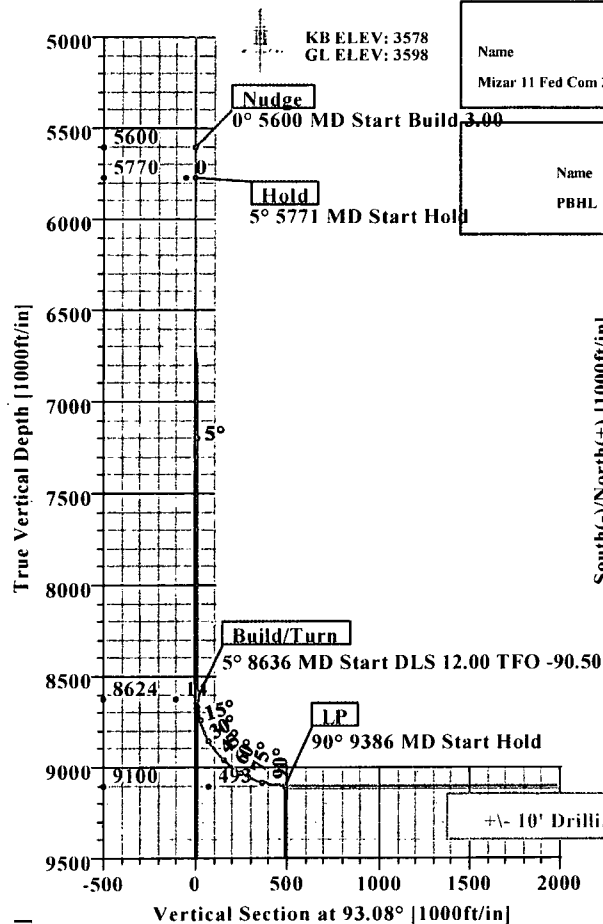 KB ELEV: 3578
GL ELEV: 3598
Name
Mizar 11 Fed Com
Name
PBHL
Nudge
0° 5600 MD Start Build 3.00
Hold
5° 5771 MD Start Hold
5000
5500
5600
5770 0
6000
6500
7000
7500
8000
8500
9000
9500
5°
True Vertical Depth [1000ft/in]
South(-)/North(+) [1000ft/in]
Build/Turn
5° 8636 MD Start DLS 12.00 TFO -90.50
8624 14
15°
30°
45°
60°
75°
90°
LP
90° 9386 MD Start Hold
9100 493
+\- 10' Drilli
-500 0 500 1000 1500 2000
Vertical Section at 93.08° [1000ft/in]